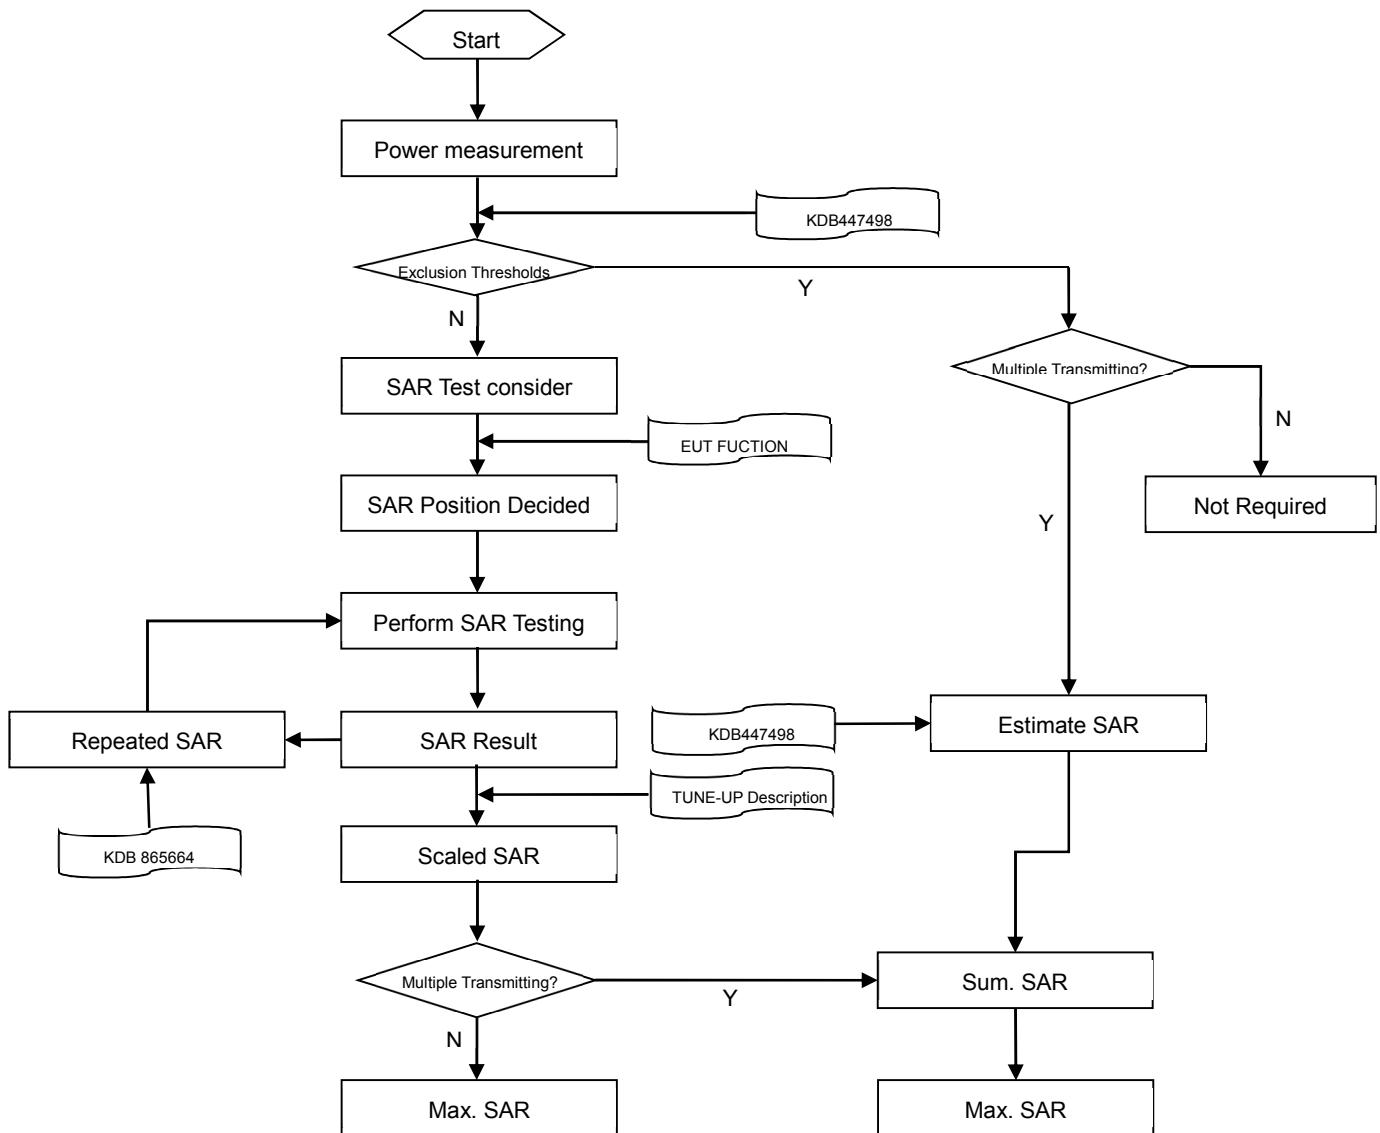 Start
Power measurement
KDB447498
Exclusion Thresholds
Y
N
Multiple Transmitting?
SAR Test consider
N
EUT FUCTION
SAR Position Decided
Not Required
Y
Perform SAR Testing
Repeated SAR
SAR Result
KDB447498
Estimate SAR
TUNE-UP Description
KDB 865664
Scaled SAR
Multiple Transmitting?
Y
Sum. SAR
N
Max. SAR
Max. SAR